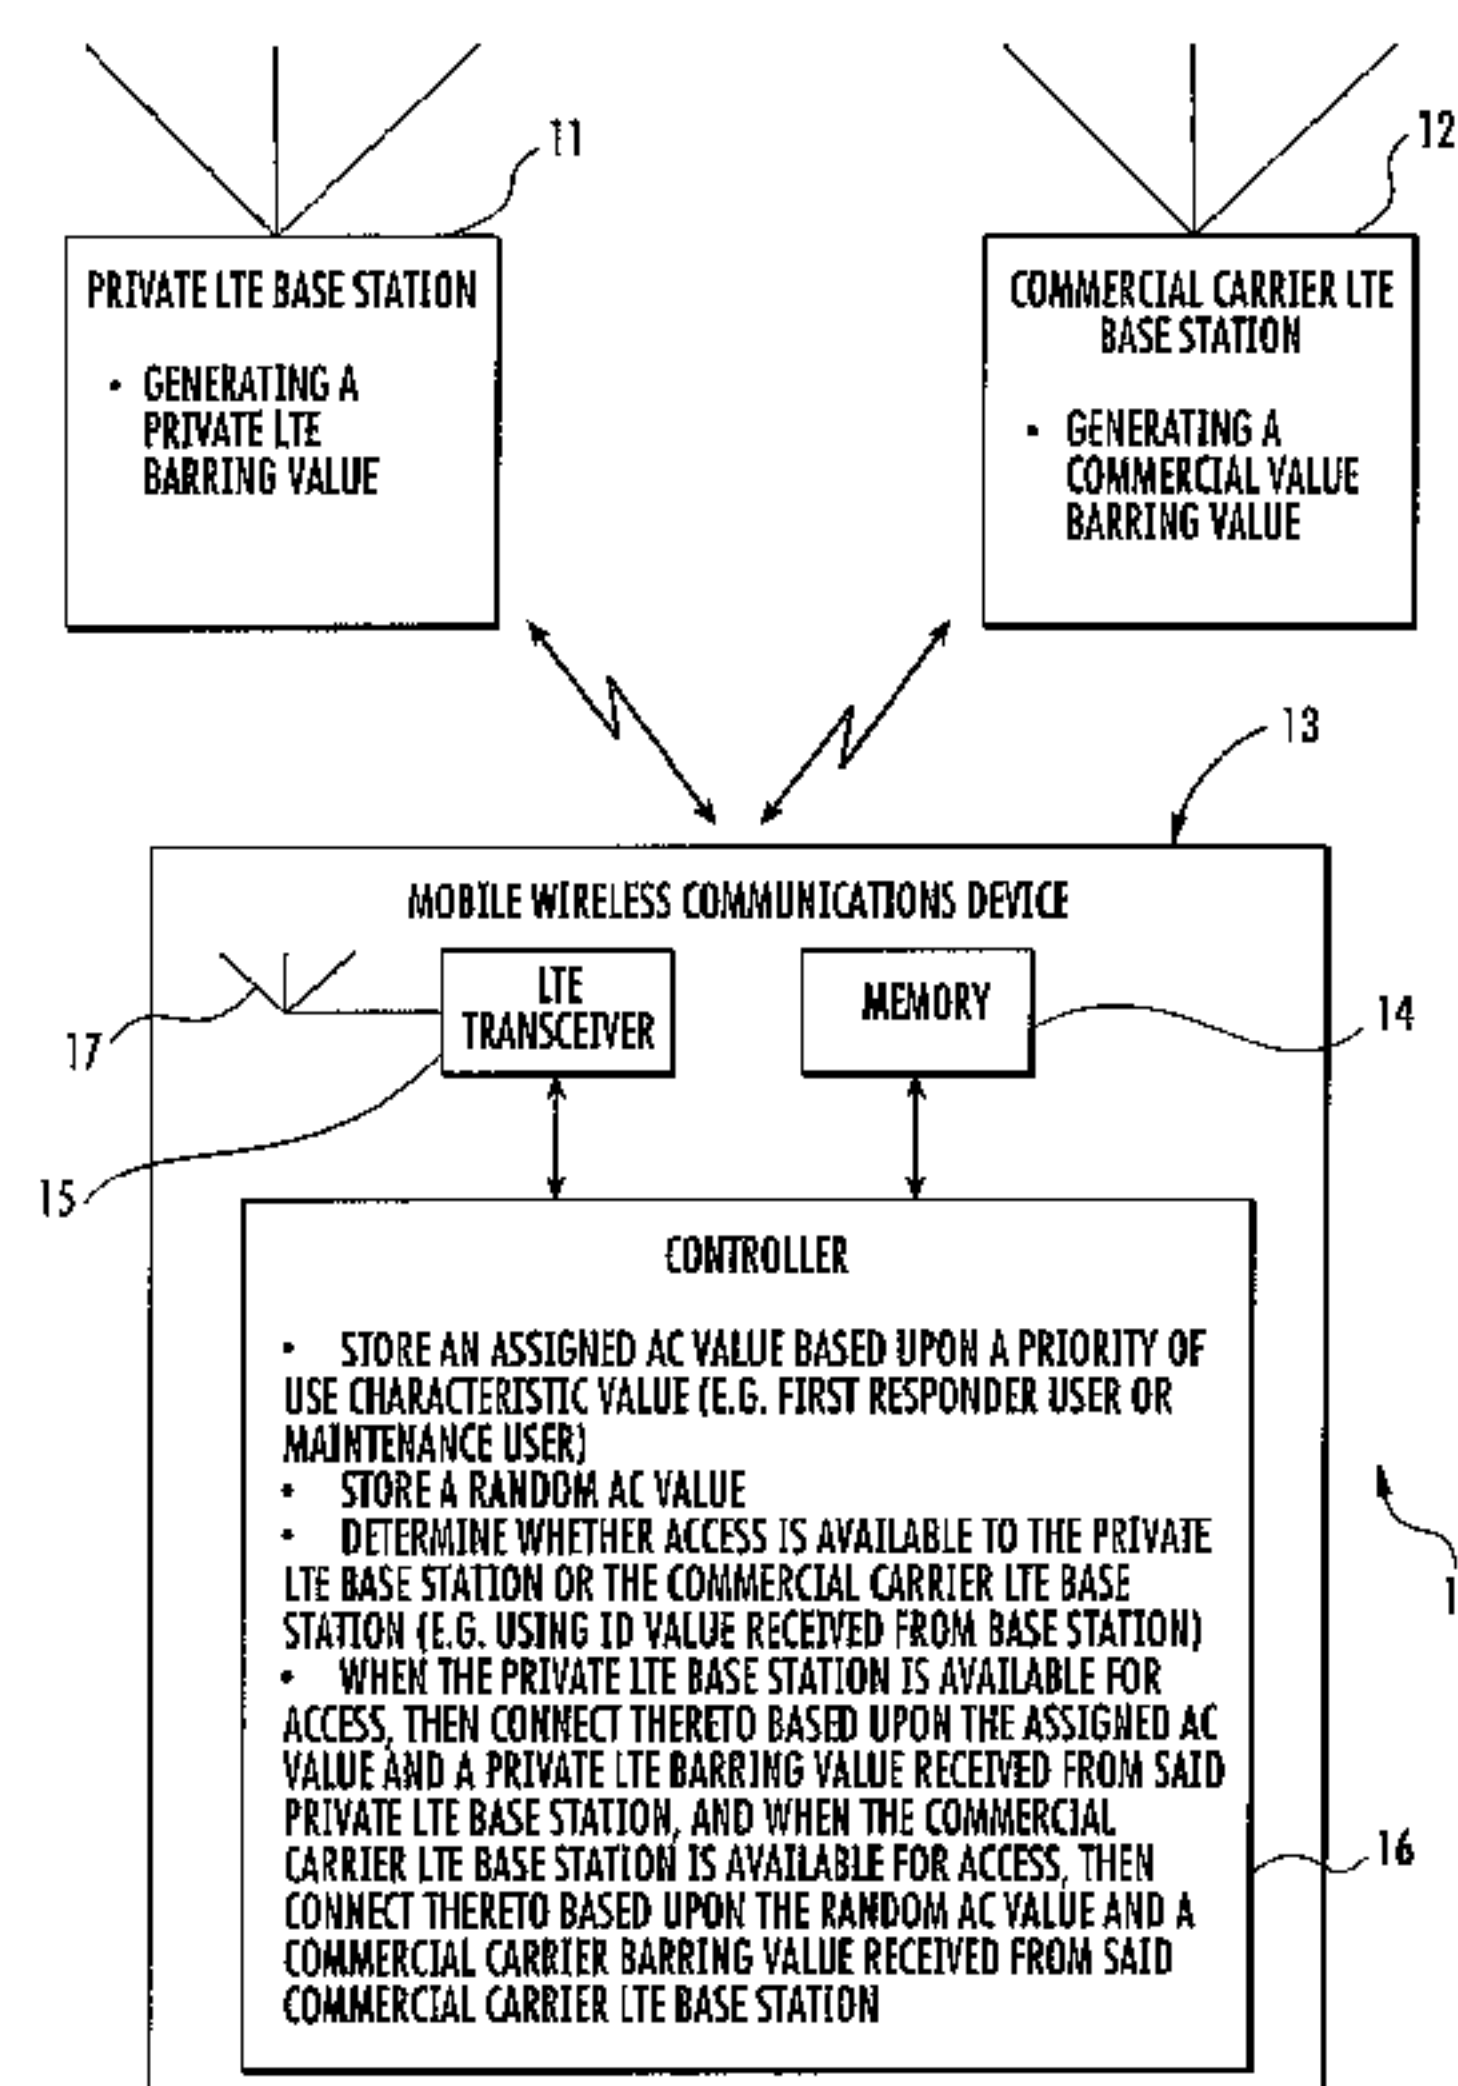 11
12
PRIVATE LTE BASE STATION
• GENERATING A
PRIVATE LTE
BARRING VALUE
COMMERCIAL CARRIER LTE
BASE STATION
• GENERATING A
COMMERCIAL VALUE
BARRING VALUE
13
MOBILE WIRELESS COMMUNICATIONS DEVICE
LTE
TRANSCEIVER
MEMORY
17
14
15
CONTROLLER
• STORE AN ASSIGNED AC VALUE BASED UPON A PRIORITY OF
USE CHARACTERISTIC VALUE (E.G. FIRST RESPONDER USER OR
MAINTENANCE USER)
• STORE A RANDOM AC VALUE
• DETERMINE WHETHER ACCESS IS AVAILABLE TO THE PRIVATE
LTE BASE STATION OR THE COMMERCIAL CARRIER LTE BASE
STATION (E.G. USING ID VALUE RECEIVED FROM BASE STATION)
• WHEN THE PRIVATE LTE BASE STATION IS AVAILABLE FOR
ACCESS, THEN CONNECT THERETO BASED UPON THE ASSIGNED AC
VALUE AND A PRIVATE LTE BARRING VALUE RECEIVED FROM SAID
PRIVATE LTE BASE STATION, AND WHEN THE COMMERCIAL
CARRIER LTE BASE STATION IS AVAILABLE FOR ACCESS, THEN
CONNECT THERETO BASED UPON THE RANDOM AC VALUE AND A
COMMERCIAL CARRIER BARRING VALUE RECEIVED FROM SAID
COMMERCIAL CARRIER LTE BASE STATION
1
16